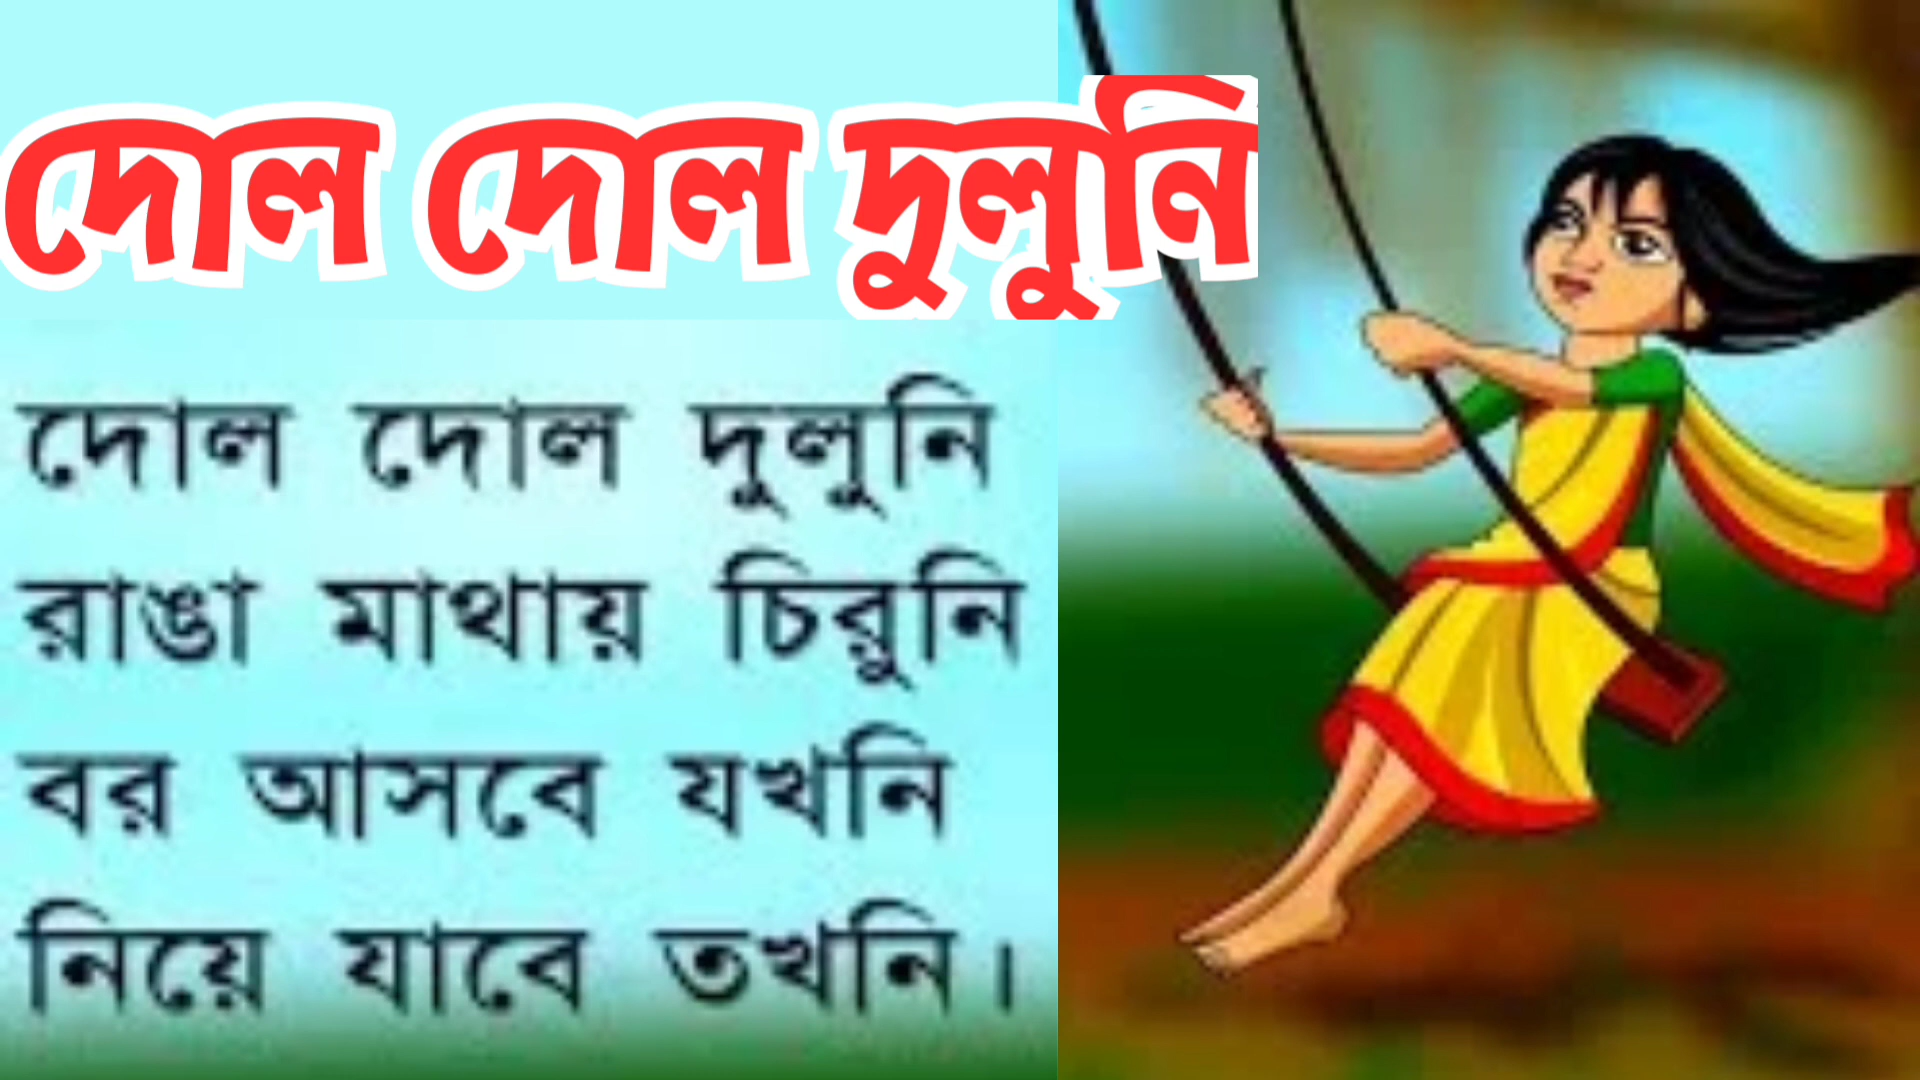 দোল দোল দুলুনি
দোল দোল দুলুনি
রাঙা মাথায় চিরুনি
বর আসবে যখনি
নিয়ে যাবে তখনি।